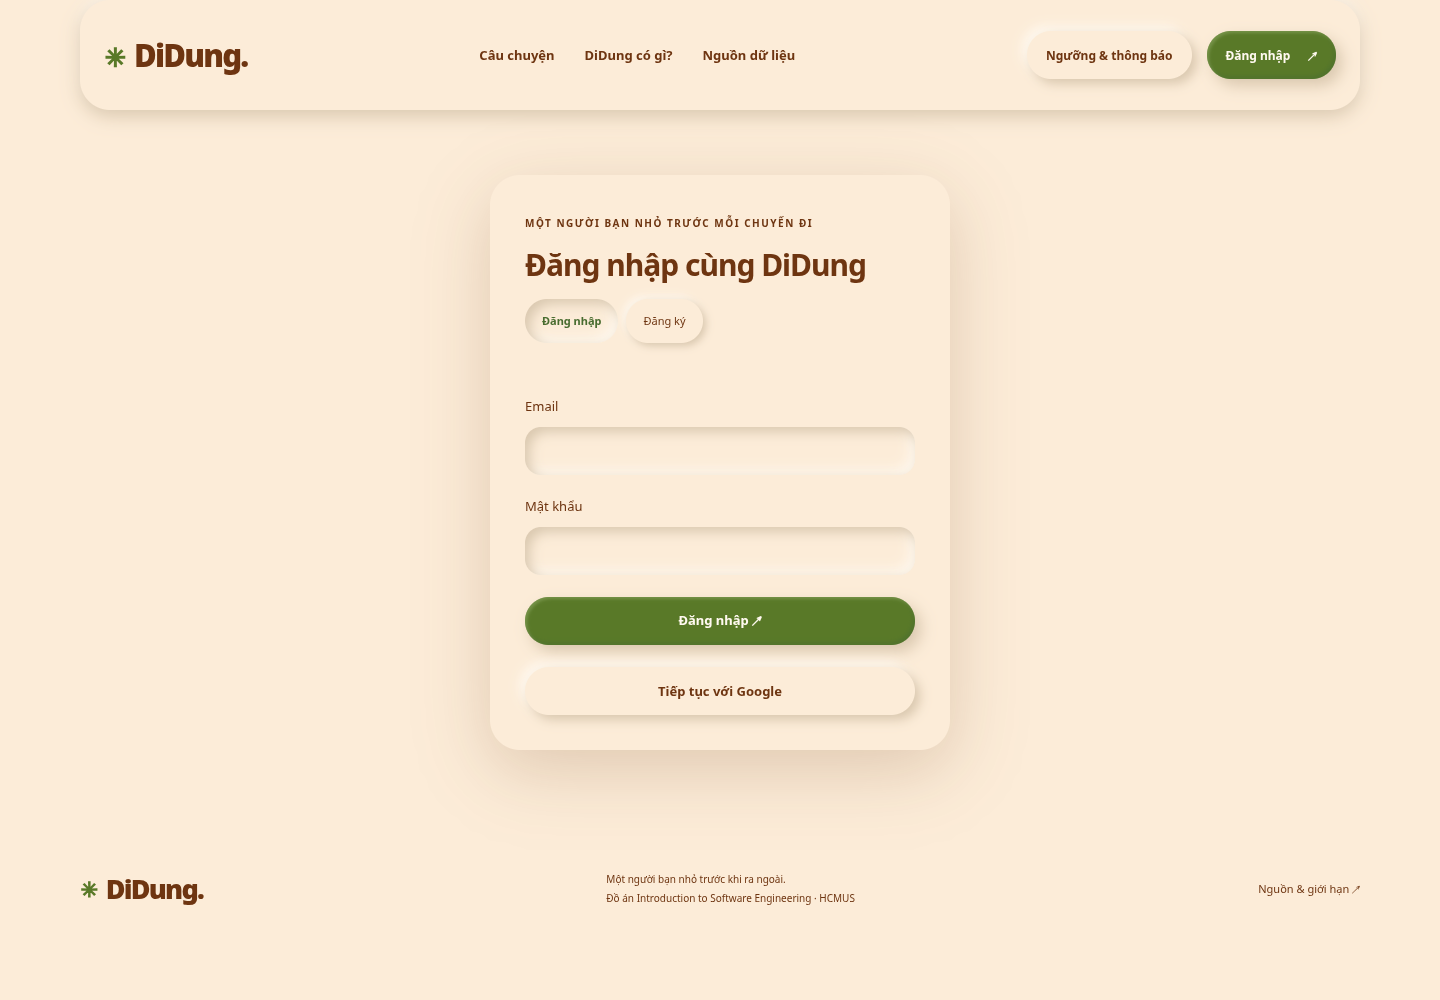 DiDung.
Câu chuyện
DiDung có gì?
Nguồn dữ liệu
Ngưỡng & thông báo
Đăng nhập ↗
MỘT NGƯỜI BẠN NHỎ TRƯỚC MỖI CHUYẾN ĐI
Đăng nhập cùng DiDung
Đăng nhập
Đăng ký
Email
Mật khẩu
Đăng nhập ↗
Tiếp tục với Google
DiDung.
Một người bạn nhỏ trước khi ra ngoài.
Đồ án Introduction to Software Engineering · HCMUS
Nguồn & giới hạn ↗